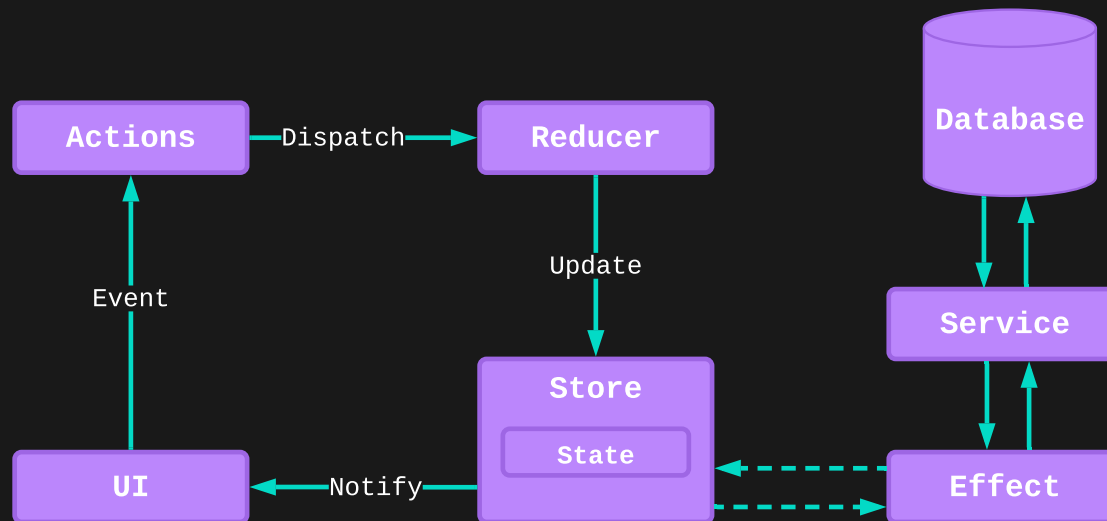 Actions
Dispatch
Reducer
Database
Event
Update
Service
Store
State
UI
Notify
Effect